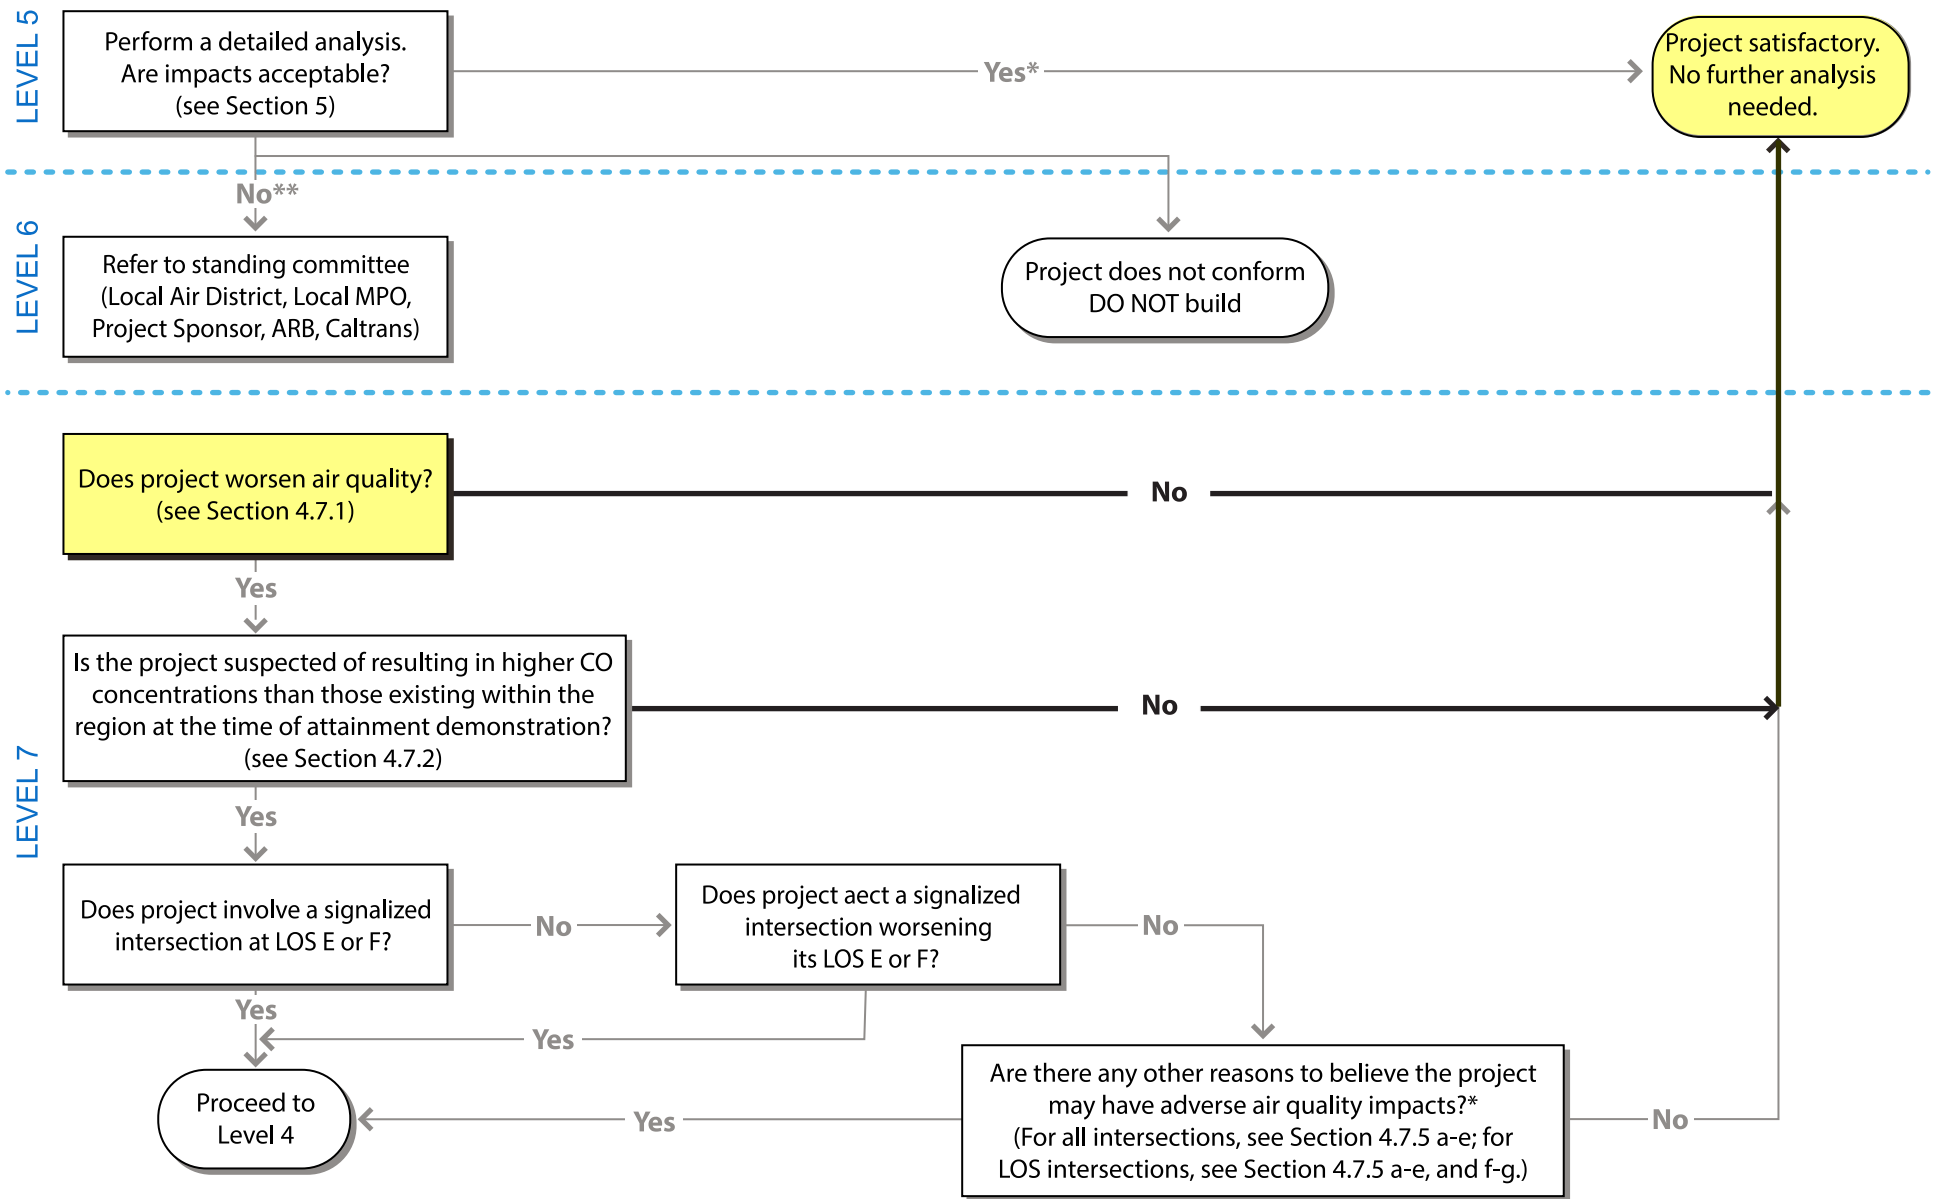 LEVEL 5
Perform a detailed analysis.
Are impacts acceptable?
(see Section 5)
Yes*
Project satisfactory.
No further analysis
needed.
No**
LEVEL 6
Refer to standing committee
(Local Air District, Local MPO,
Project Sponsor, ARB, Caltrans)
Project does not conform
DO NOT build
LEVEL 7
Does project worsen air quality?
(see Section 4.7.1)
No
Yes
Is the project suspected of resulting in higher CO
concentrations than those existing within the
region at the time of attainment demonstration?
(see Section 4.7.2)
No
Yes
Does project involve a signalized
intersection at LOS E or F?
No
Does project aect a signalized
intersection worsening
its LOS E or F?
No
Yes
Yes
Proceed to
Level 4
Yes
Are there any other reasons to believe the project
may have adverse air quality impacts?*
(For all intersections, see Section 4.7.5 a-e; for
LOS intersections, see Section 4.7.5 a-e, and f-g.)
No